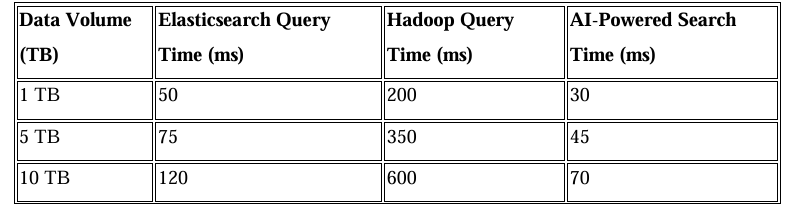 Data Volume (TB) Elasticsearch Query Time (ms) Hadoop Query Time (ms) AI-Powered Search Time (ms)
1 TB 50 200 30
5 TB 75 350 45
10 TB 120 600 70